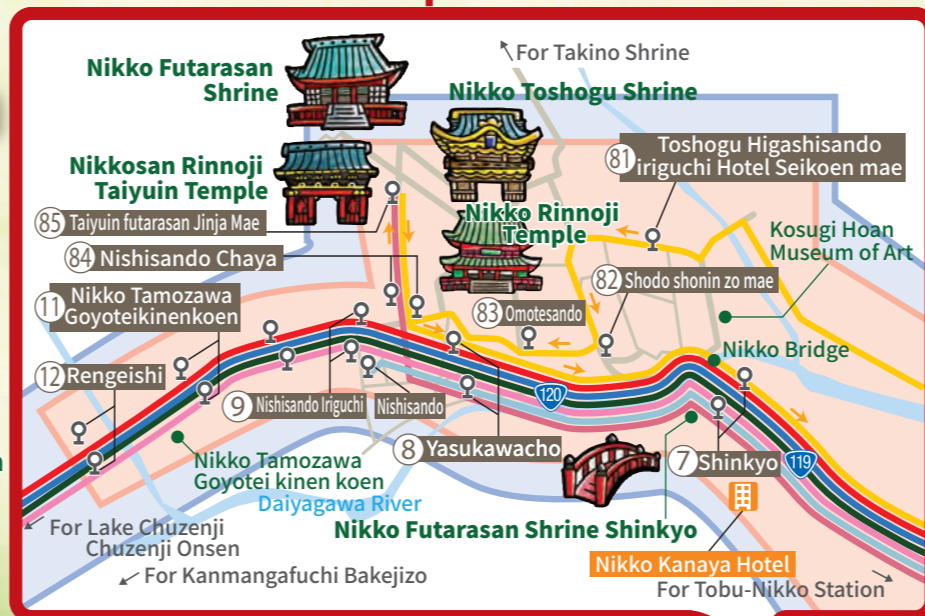 For Takino Shrine
Nikko Futarasan
Shrine
Nikko Toshogu Shrine
81 Toshogu Higashisando
iriguchi Hotel Seikoen mae
Nikkosan Rinnoji
Taiyuin Temple
Nikko Rinnoji
Temple
85 Taiyuin futarasan Jinja Mae
Kosugi Hoan
Museum of Art
84 Nishisando Chaya
82 Shodo shonin zo mae
11 Nikko Tamozawa
Goyoteikinenkoen
83 Omotesando
Nikko Bridge
12 Rengeishi
9 Nishisando Iriguchi
Nishisando
120
8 Yasukawacho
7 Shinkyo
119
Nikko Tamozawa
Goyotei kinen koen
Daiyagawa River
Nikko Futarasan Shrine Shinkyo
For Lake Chuzenji
Chuzenji Onsen
Nikko Kanaya Hotel
For Kanmangafuchi Bakejizo
For Tobu-Nikko Station